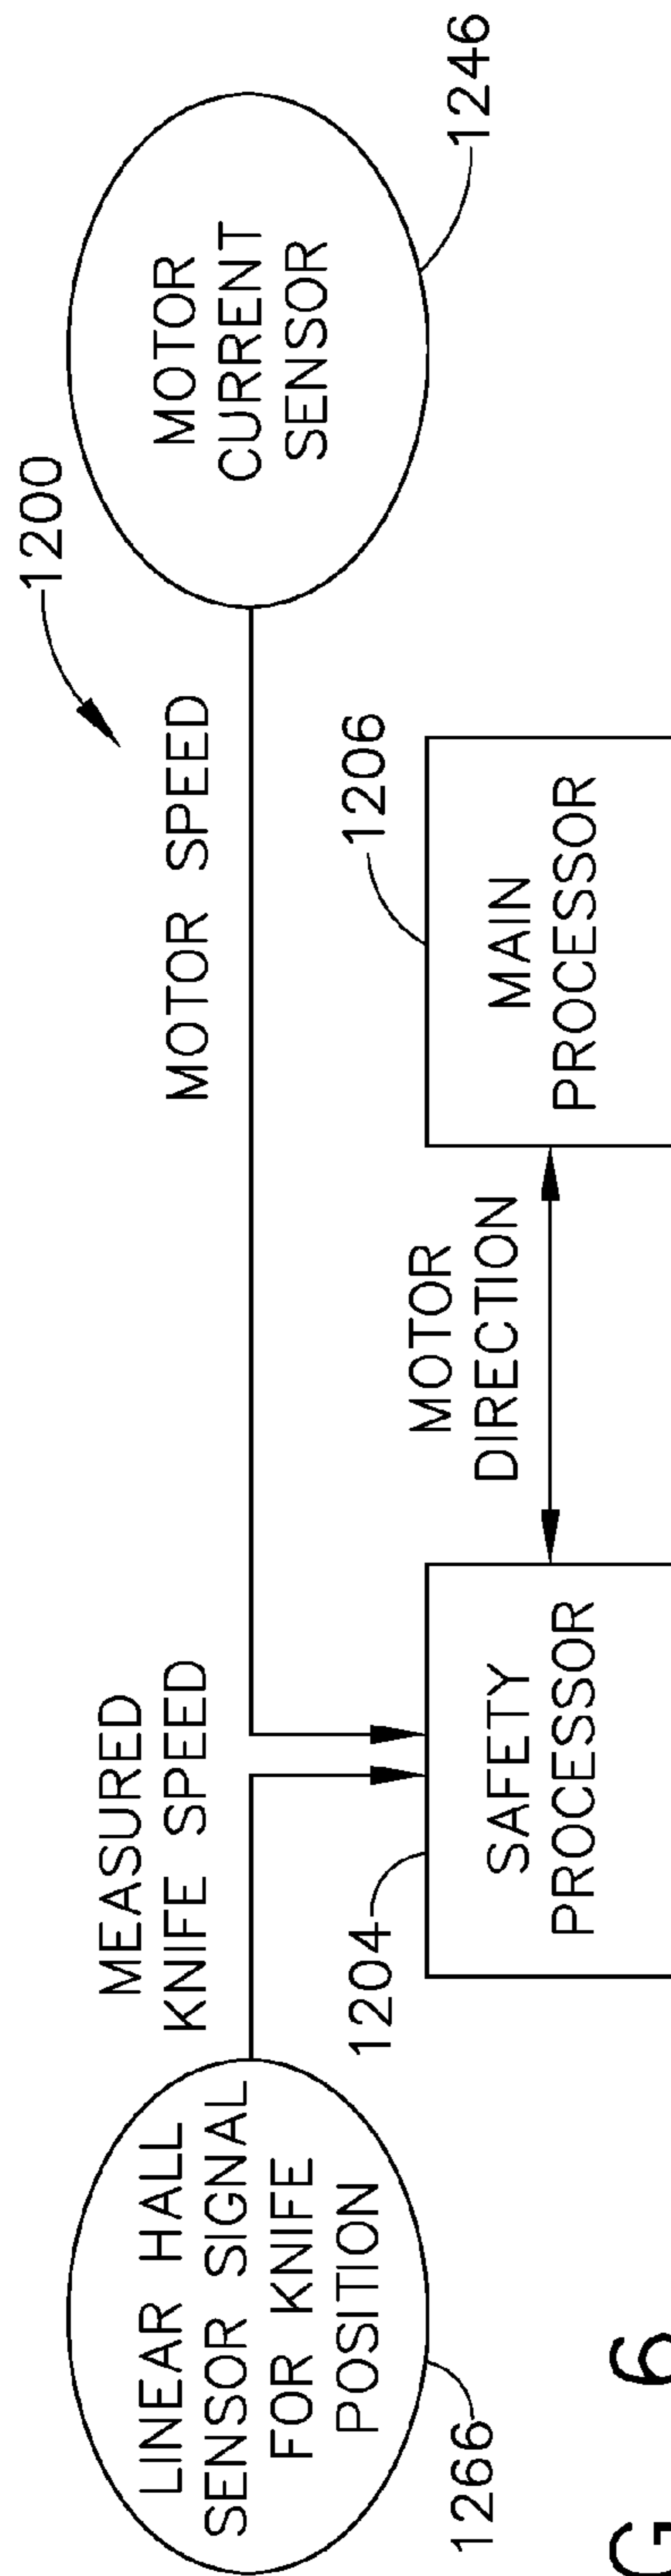 1200
LINEAR HALL
SENSOR SIGNAL
FOR KNIFE
POSITION
1266
MEASURED
KNIFE SPEED
MOTOR SPEED
MOTOR
CURRENT
SENSOR
1246
1204
SAFETY
PROCESSOR
MOTOR
DIRECTION
1206
MAIN
PROCESSOR